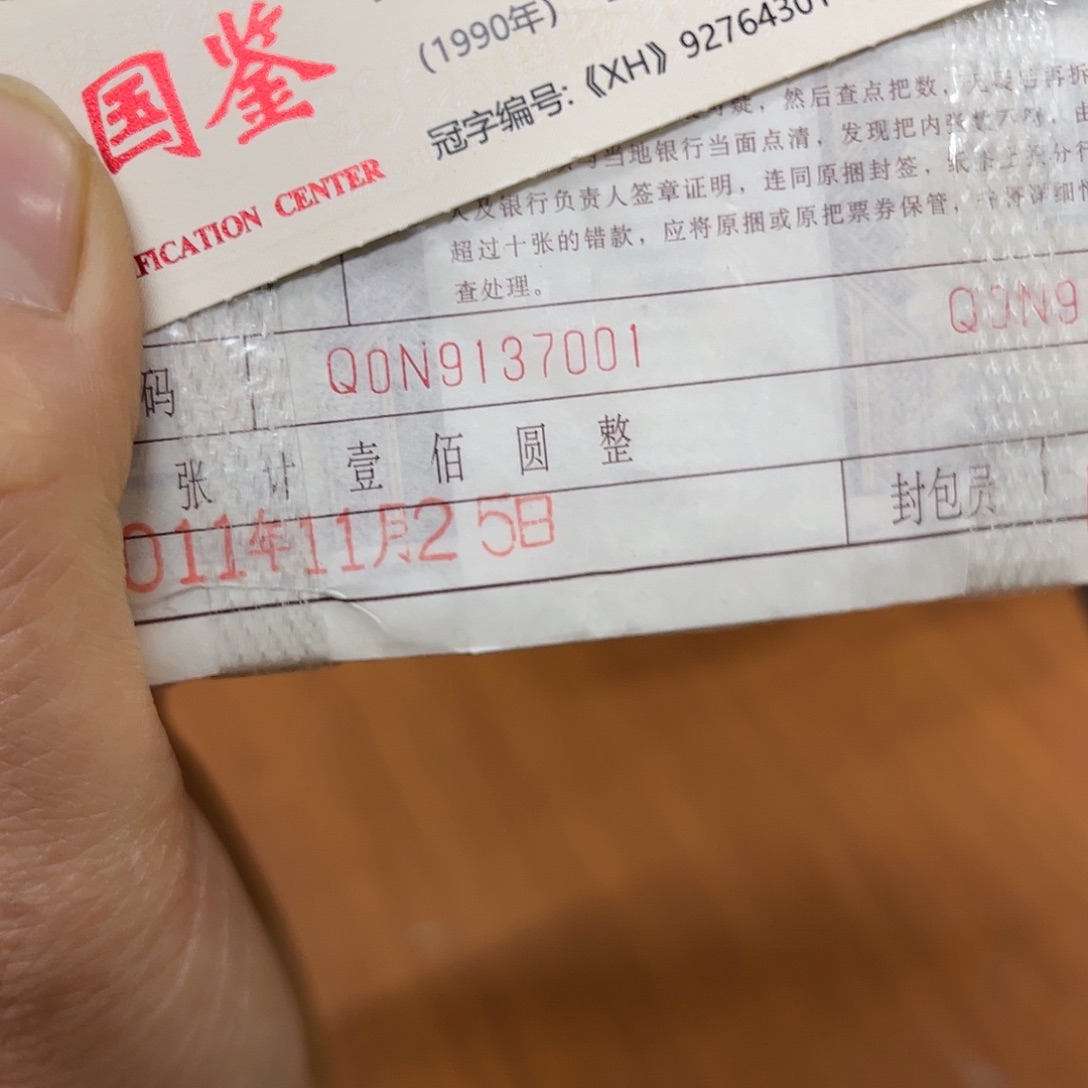 国鉴
FICATION CENTER
(1990年)
冠字编号:《XH》92764301
疑，然后查点把数，
当地银行当面点清，发现把内张
人及银行负责人签章证明，连同原捆封签，
超过十张的错款，应将原捆或原把票券保管，
查处理。
码 Q0N9137001 Q0N9
张 计 壹 佰 圆 整
011年11月25日 封包员